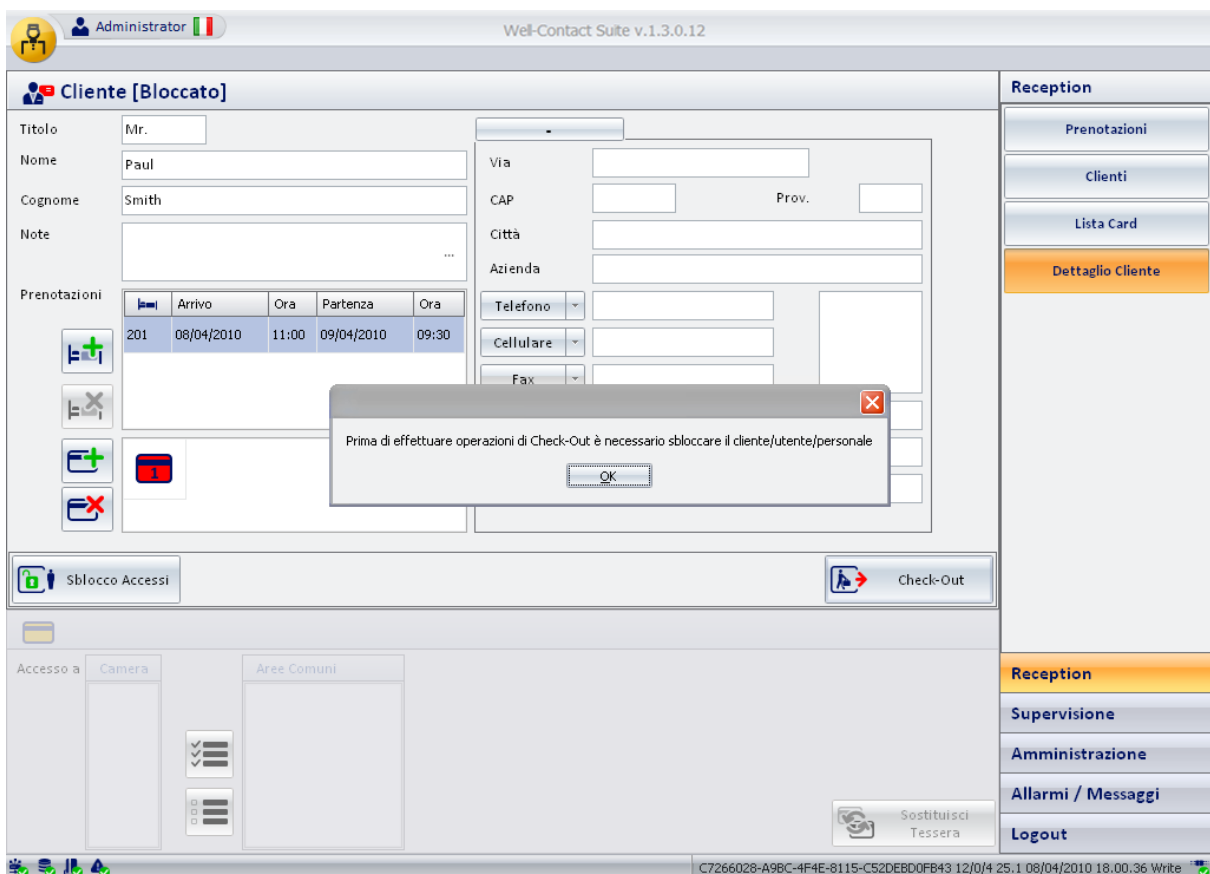 Administrator
Well-Contact Suite v.1.3.0.12
Cliente [Bloccato]
Titolo
Mr.
Nome
Paul
Cognome
Smith
Note
...
Prenotazioni
Arrivo Ora Partenza Ora
201 08/04/2010 11:00 09/04/2010 09:30
1
-
Via
CAP
Prov.
Città
Azienda
Telefono
Cellulare
Fax
Prima di effettuare operazioni di Check-Out è necessario sbloccare il cliente/utente/personale
OK
Sblocco Accessi
Check-Out
Accesso a
Camera
Aree Comuni
Sostituisci
Tessera
Reception
Prenotazioni
Clienti
Lista Card
Dettaglio Cliente
Reception
Supervisione
Amministrazione
Allarmi / Messaggi
Logout
C7266028-A9BC-4F4E-8115-C52DEBD0FB43 12/0/4 25.1 08/04/2010 18.00.36 Write